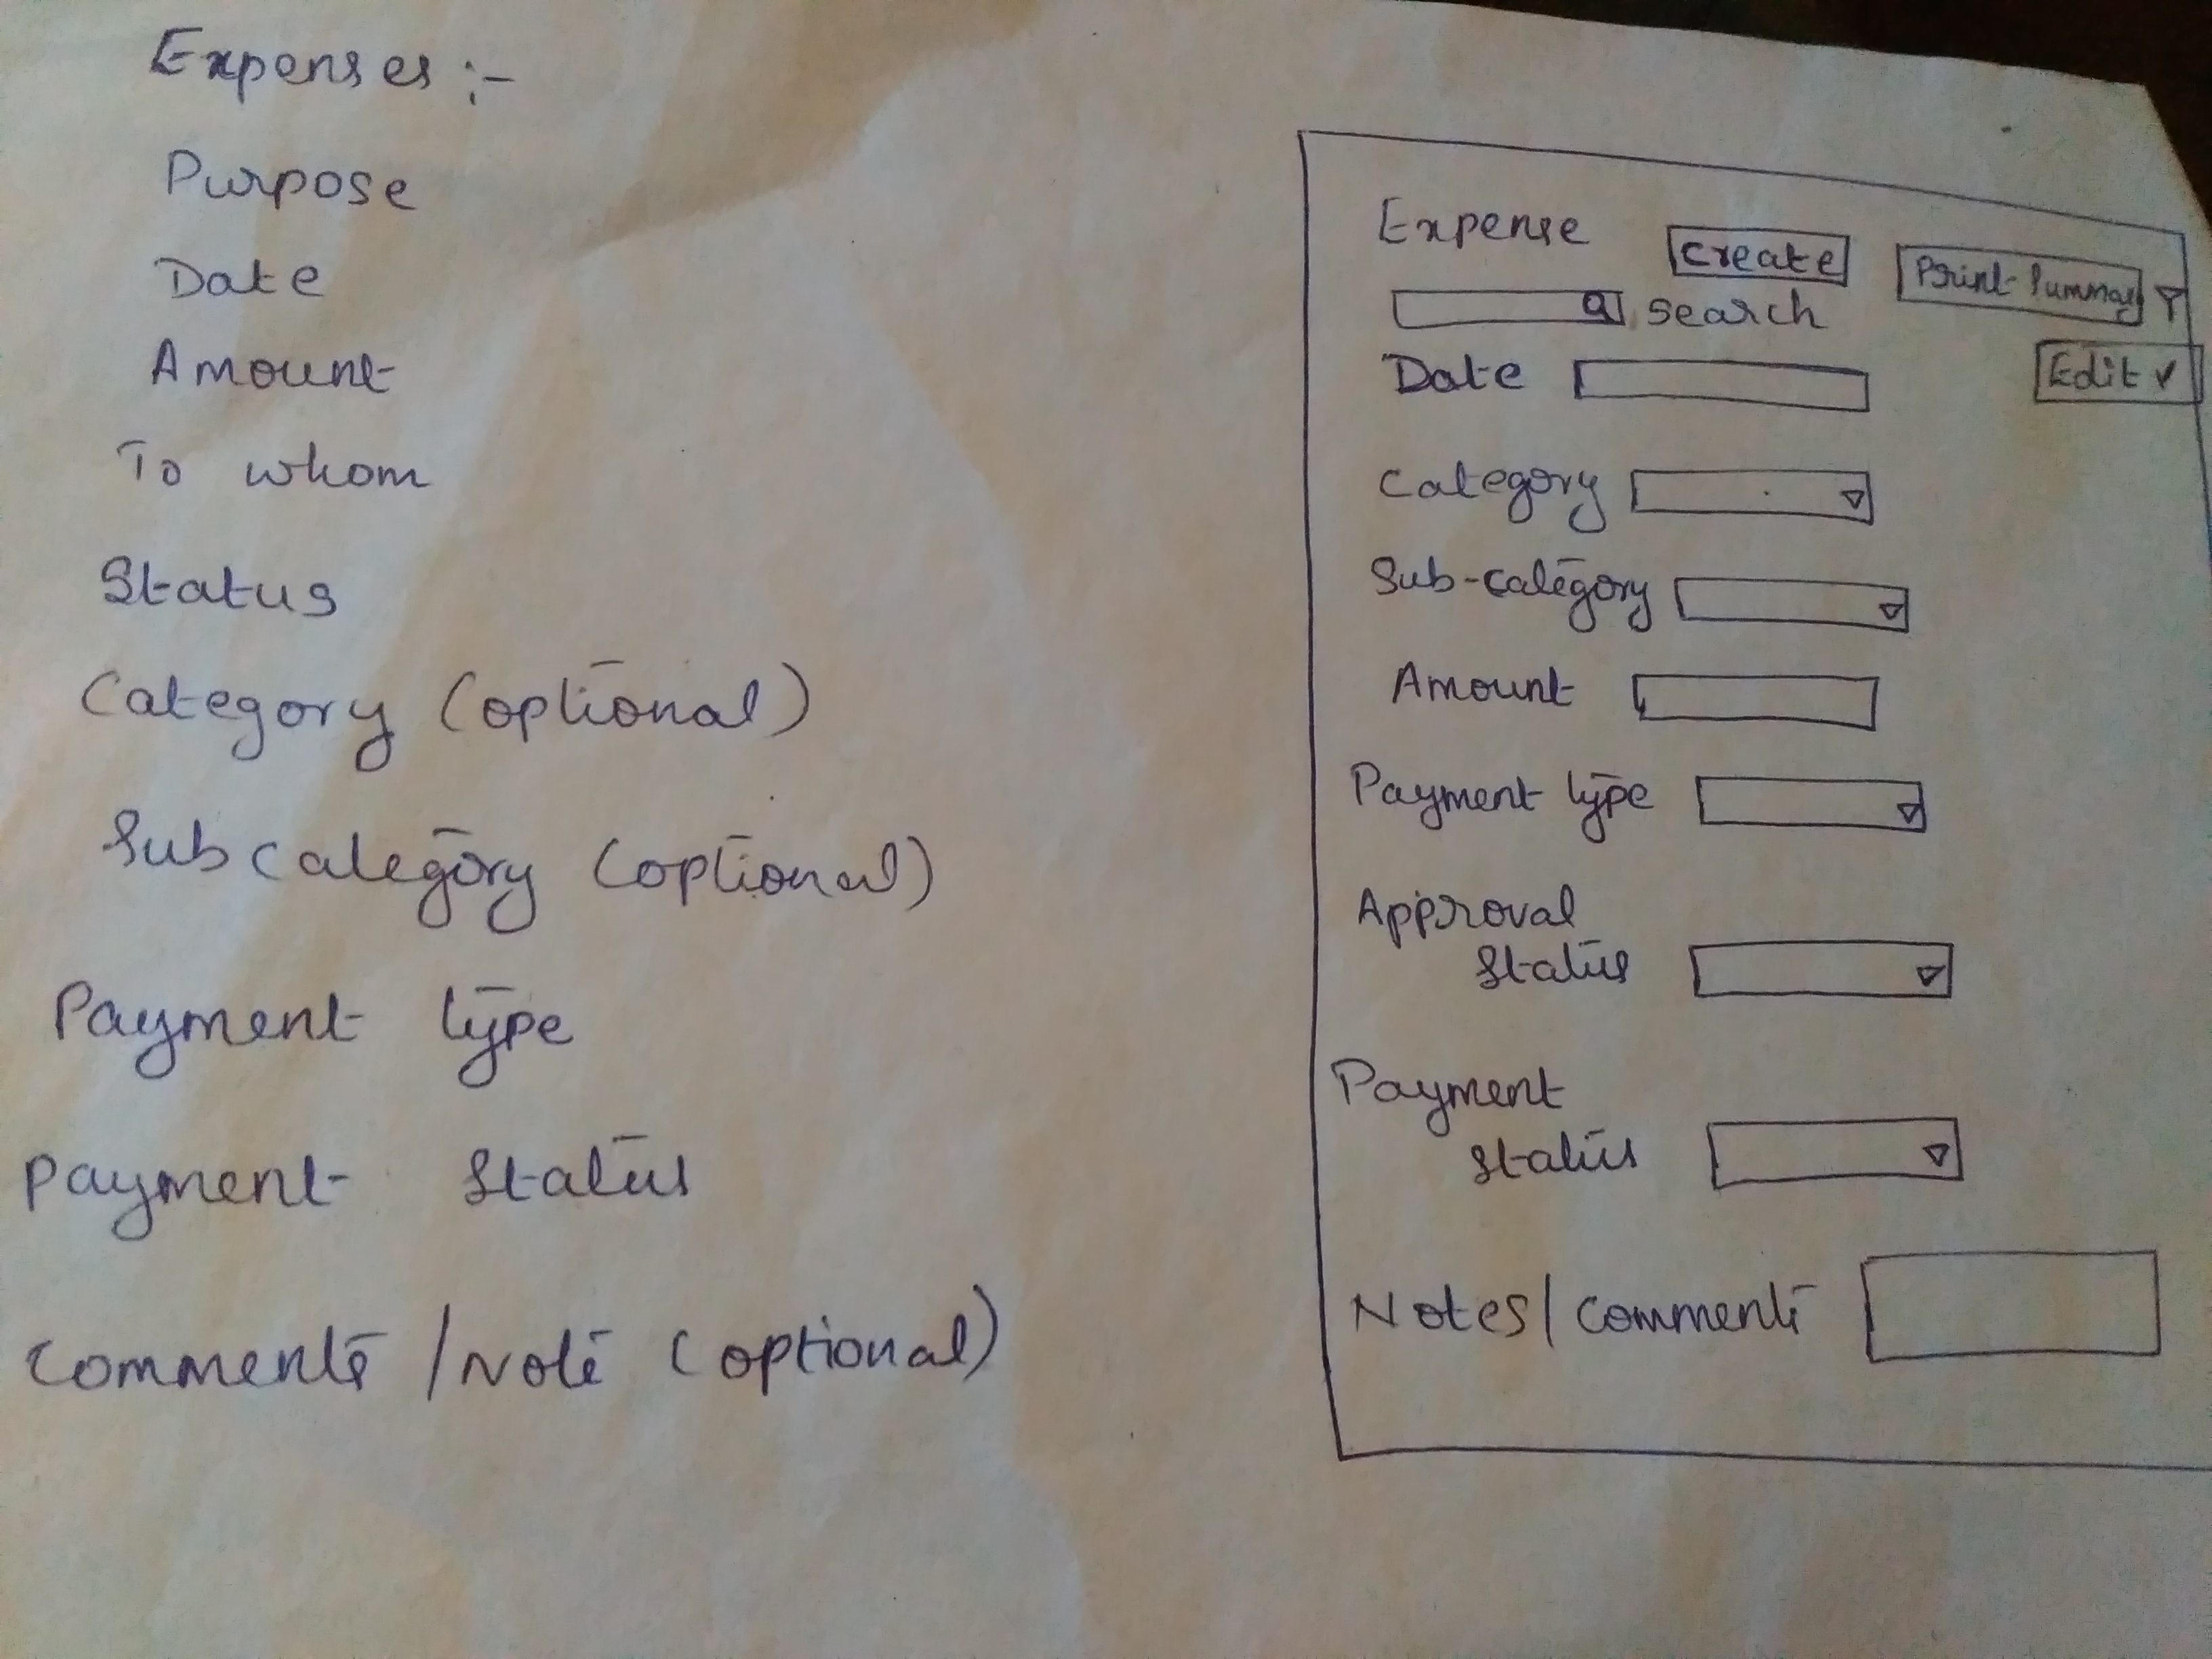 Expenses :-
Purpose
Date
Amount
To whom
Status
Category (optional)
Subcategory (optional)
Payment type
Payment Status
Comments / Note (optional)
Expense
Create
Print Summary
Search
Date
Edit
Category
Sub-category
Amount
Payment type
Approval
Status
Payment
Status
Notes/Comments